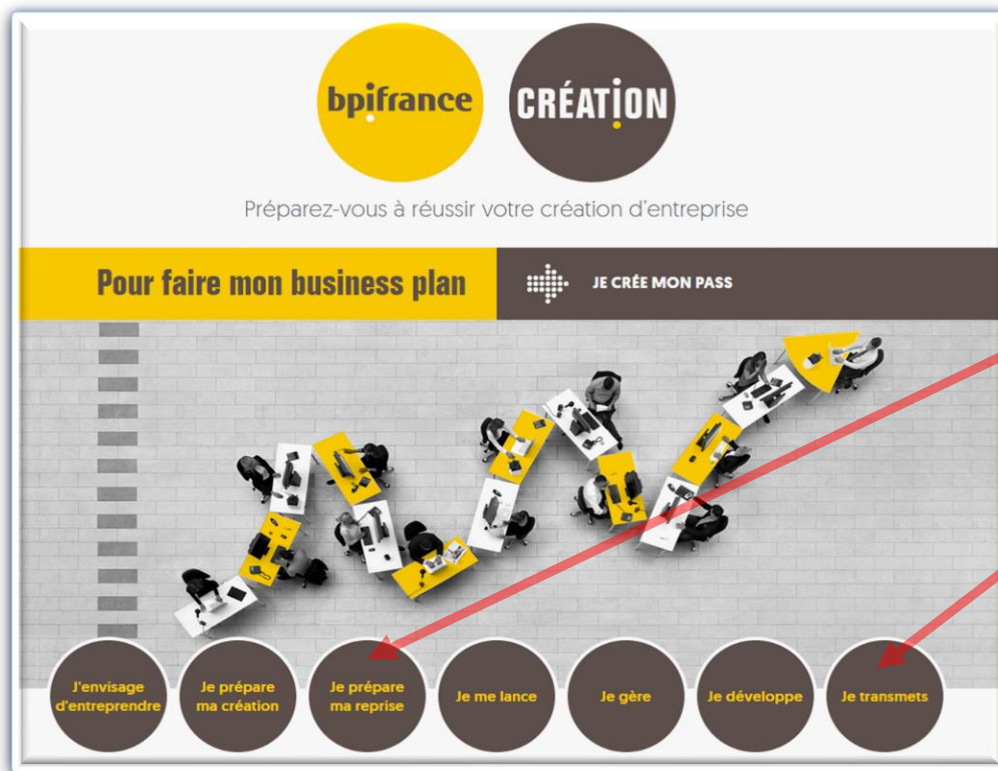 bpifrance
CRÉATION
Préparez-vous à réussir votre création d'entreprise
Pour faire mon business plan
JE CRÉE MON PASS
J'envisage
d'entreprendre
Je prépare
ma création
Je prépare
ma reprise
Je me lance
Je gère
Je développe
Je transmets